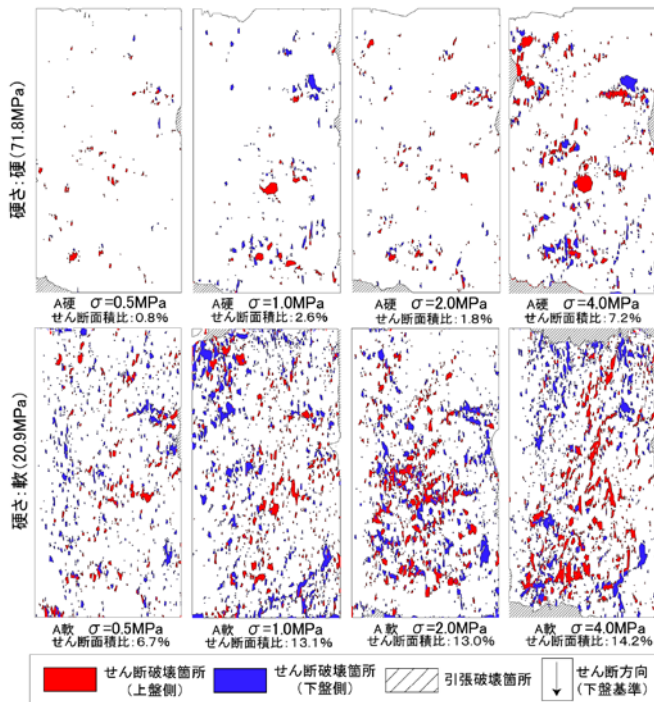 硬さ:硬(71.8MPa)
A硬 σ=0.5MPa
せん断面積比:0.8%
A硬 σ=1.0MPa
せん断面積比:2.6%
A硬 σ=2.0MPa
せん断面積比:1.8%
A硬 σ=4.0MPa
せん断面積比:7.2%
硬さ:軟(20.9MPa)
A軟 σ=0.5MPa
せん断面積比:6.7%
A軟 σ=1.0MPa
せん断面積比:13.1%
A軟 σ=2.0MPa
せん断面積比:13.0%
A軟 σ=4.0MPa
せん断面積比:14.2%
せん断破壊箇所
(上盤側)
せん断破壊箇所
(下盤側)
引張破壊箇所
せん断方向
(下盤基準)